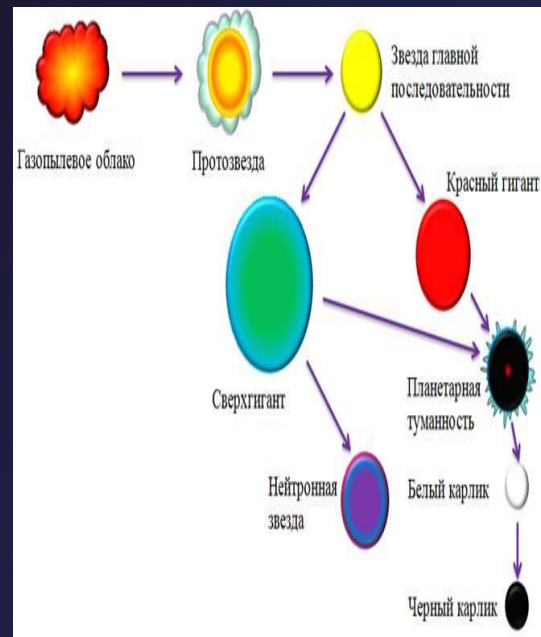 Газопылевое облако
Протозвезда
Звезда главной
последовательности
Красный гигант
Сверхгигант
Планетарная
туманность
Нейтронная
звезда
Белый карлик
Черный карлик